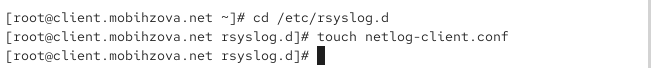 [root@client.mobihzova.net ~]# cd /etc/rsyslog.d
[root@client.mobihzova.net rsyslog.d]# touch netlog-client.conf
[root@client.mobihzova.net rsyslog.d]#